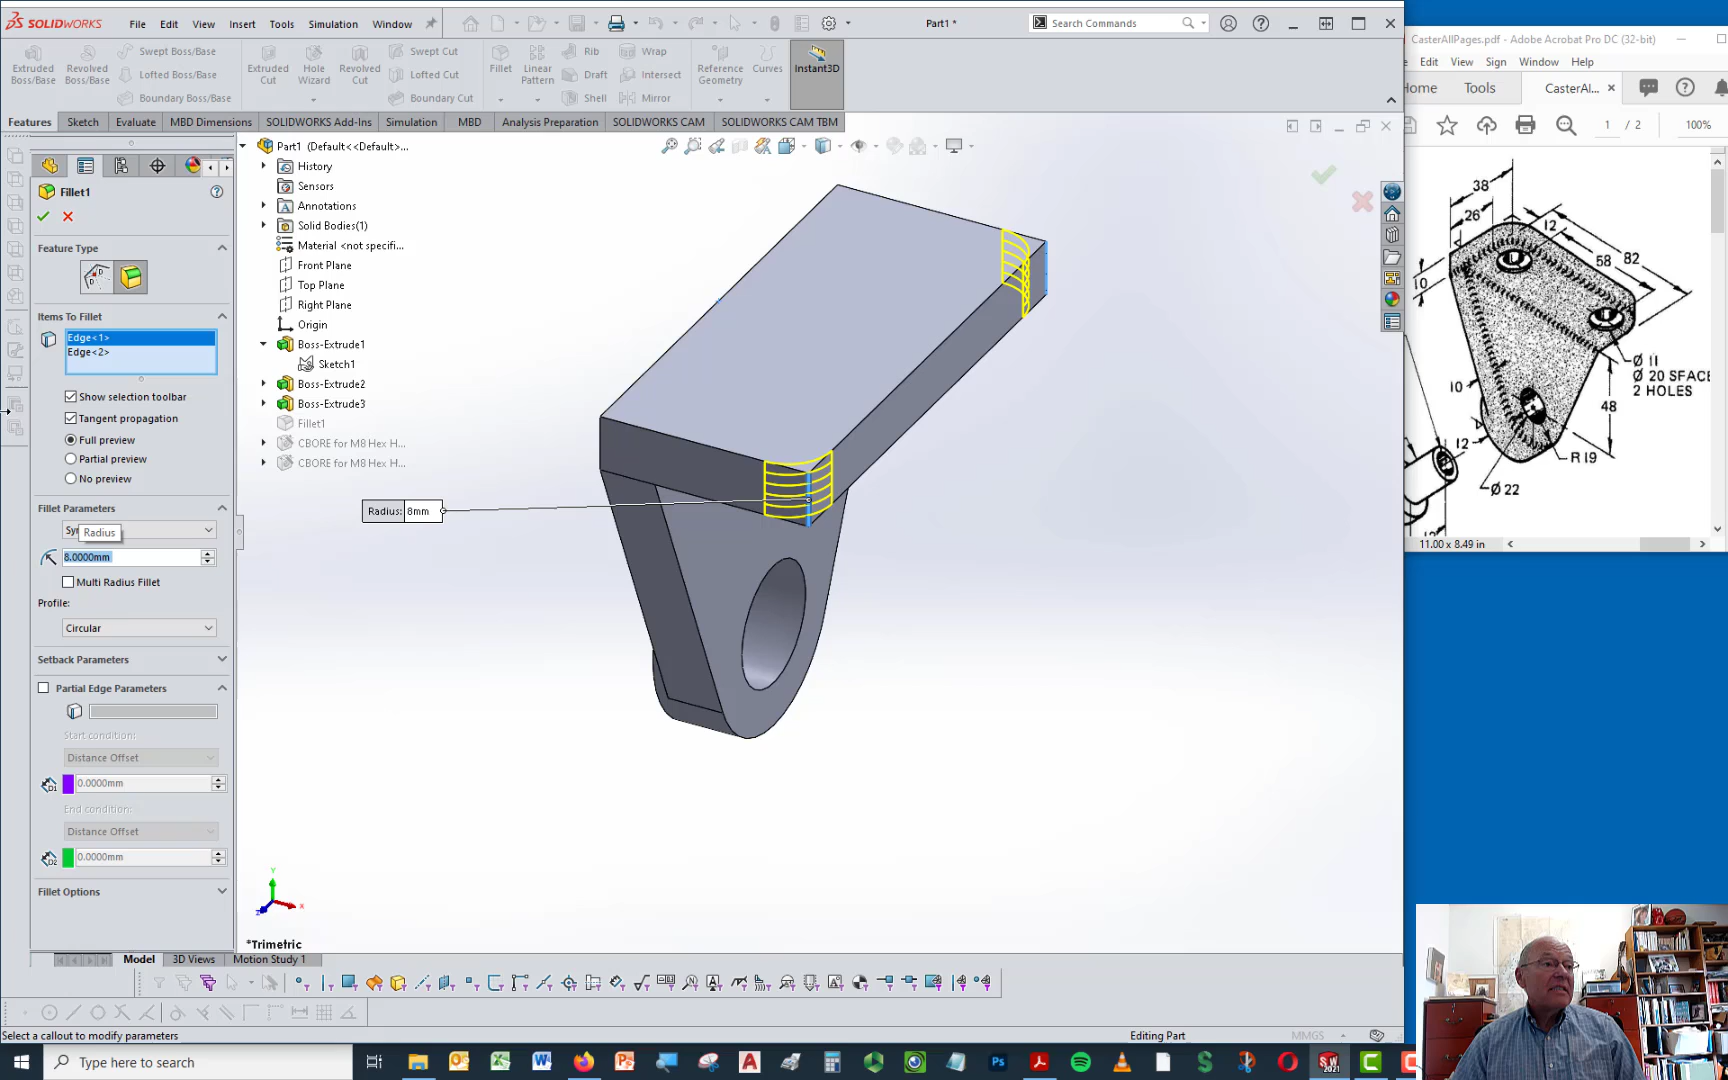 SOLIDWORKS
File
Edit
View
Insert
Tools
Simulation
Window
Part1 *
Search Commands
Extruded
Boss/Base
Revolved
Boss/Base
Swept Boss/Base
Lofted Boss/Base
Boundary Boss/Base
Extruded
Cut
Hole
Wizard
Revolved
Cut
Swept Cut
Lofted Cut
Boundary Cut
Fillet
Linear
Pattern
Rib
Draft
Shell
Wrap
Intersect
Mirror
Reference
Geometry
Curves
Instant3D
Features
Sketch
Evaluate
MBD Dimensions
SOLIDWORKS Add-Ins
Simulation
MBD
Analysis Preparation
SOLIDWORKS CAM
SOLIDWORKS CAM TBM
Fillet1
Feature Type
Items To Fillet
Edge<1>
Edge<2>
Show selection toolbar
Tangent propagation
Full preview
Partial preview
No preview
Fillet Parameters
Syn
Radius
8.0000mm
Multi Radius Fillet
Profile:
Circular
Setback Parameters
Partial Edge Parameters
Start condition:
Distance Offset
0.0000mm
End condition:
Distance Offset
0.0000mm
Fillet Options
Part1 (Default<<Default>...
History
Sensors
Annotations
Solid Bodies(1)
Material <not specifi...
Front Plane
Top Plane
Right Plane
Origin
Boss-Extrude1
Sketch1
Boss-Extrude2
Boss-Extrude3
Fillet1
CBORE for M8 Hex H...
CBORE for M8 Hex H...
Radius: 8mm
*Trimetric
Model
3D Views
Motion Study 1
Select a callout to modify parameters
Editing Part
MMGS
Type here to search
CasterAllPages.pdf - Adobe Acrobat Pro DC (32-bit)
Edit
View
Sign
Window
Help
Home
Tools
CasterAl...
1 / 2
100%
38
26
12
58
82
10
Ø 11
Ø 20 SFACE
2 HOLES
10
48
12
R 19
Ø 22
11.00 x 8.49 in